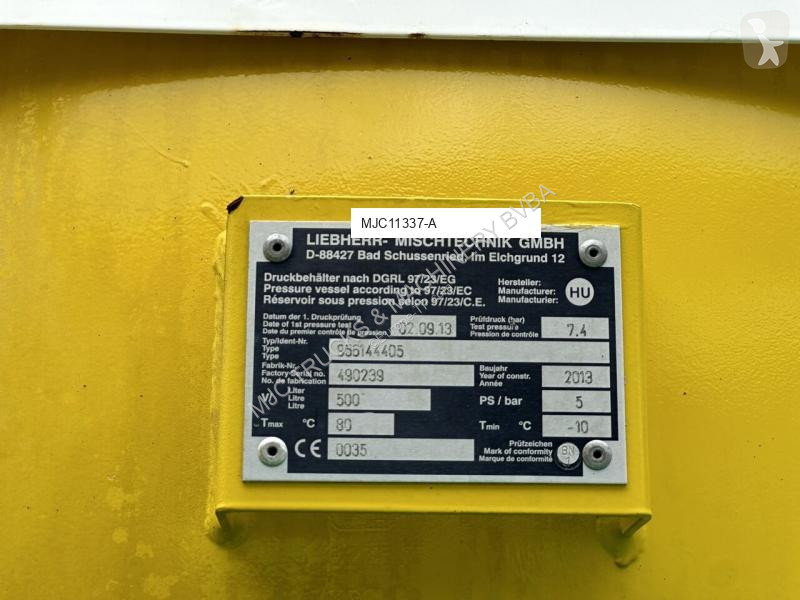 MJC11337-A
LIEBHERR- MISCHTECHNIK GMBH
D-88427 Bad Schussenried, Im Elchgrund 12
Druckbehälter nach DGRL 97/23/EG
Pressure vessel according to 97/23/EC
Réservoir sous pression selon 97/23/C.E.
Hersteller:
Manufacturer:
Manufacturier:
HU
Datum der 1. Druckprüfung
Date of 1st pressure test
Date du premier contrôle de pression
02.09.13
Prüfdruck (bar)
Test pressure
Pression de contrôle
7.4
Typ/Ident-Nr.
Type
Type
956144405
Fabrik-Nr.
Factory-Serial no.
No. de fabrication
490239
Baujahr
Year of constr.
Année
2013
V
Liter
Litre
Litre
500
PS / bar
5
Tmax °C
80
Tmin °C
-10
CE
0035
Prüfzeichen
Mark of conformity
Marque de conformité
MJC TRUCKS & MACHINERY BVBA